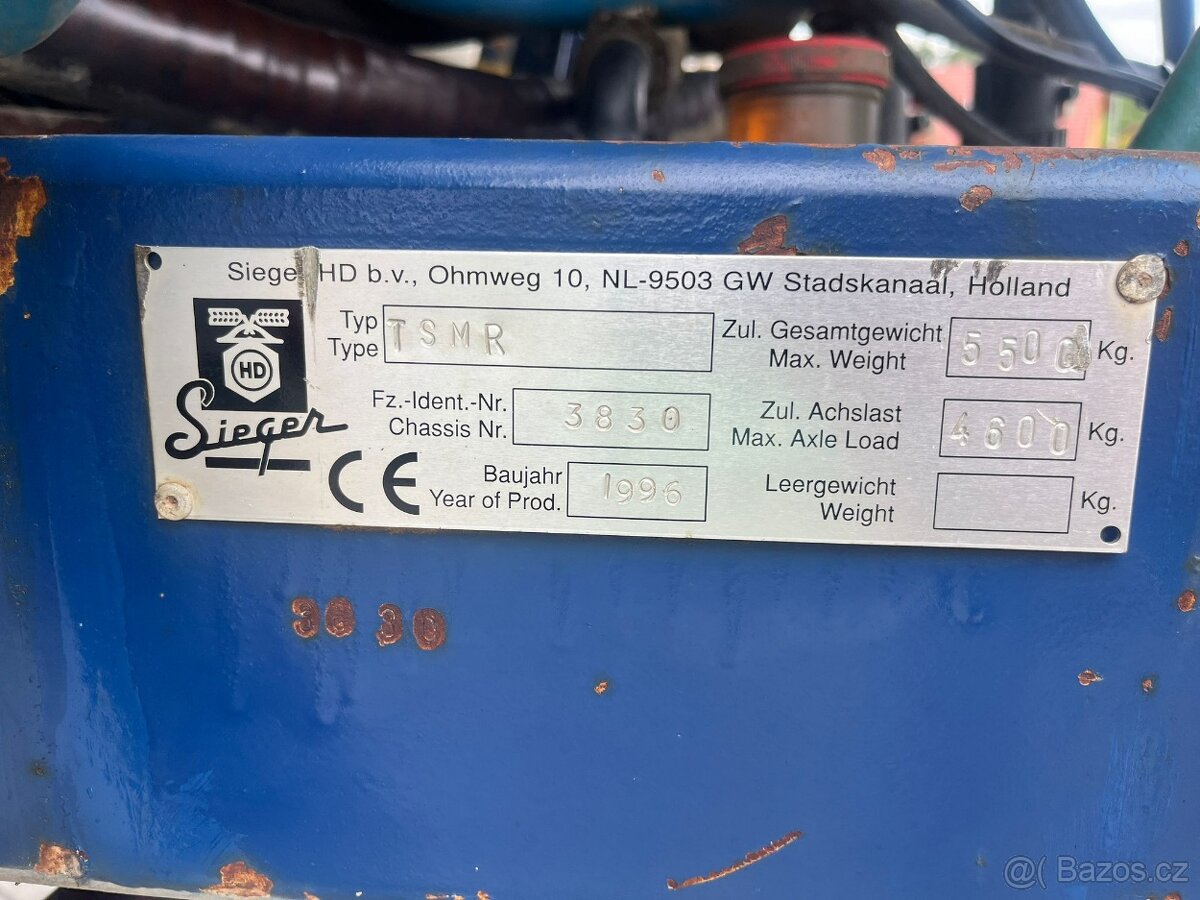 Sieger HD b.v., Ohmweg 10, NL-9503 GW Stadskanaal, Holland
HD
Sieger
CE
Typ
Type
TSMR
Fz.-Ident.-Nr.
Chassis Nr.
3830
Baujahr
Year of Prod.
1996
Zul. Gesamtgewicht
Max. Weight
5500 Kg.
Zul. Achslast
Max. Axle Load
4600 Kg.
Leergewicht
Weight
Kg.
3830
@( Bazos.cz